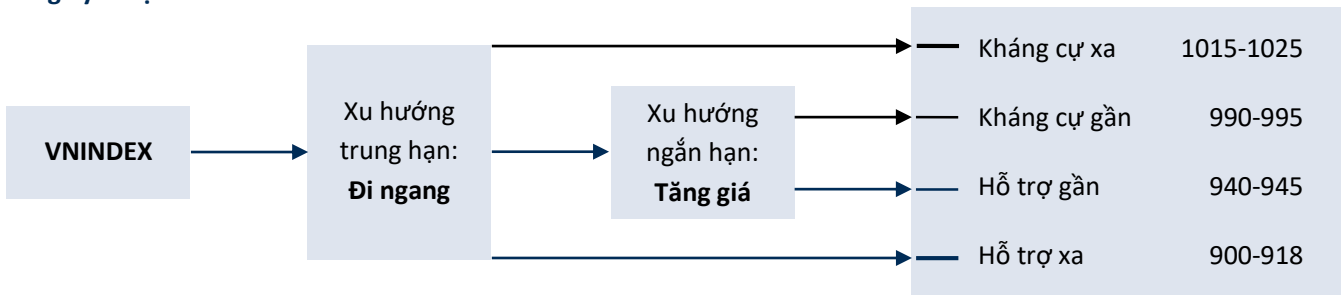 VNINDEX
Xu hướng
trung hạn:
Đi ngang
Xu hướng
ngắn hạn:
Tăng giá
Kháng cự xa 1015-1025
Kháng cự gần 990-995
Hỗ trợ gần 940-945
Hỗ trợ xa 900-918